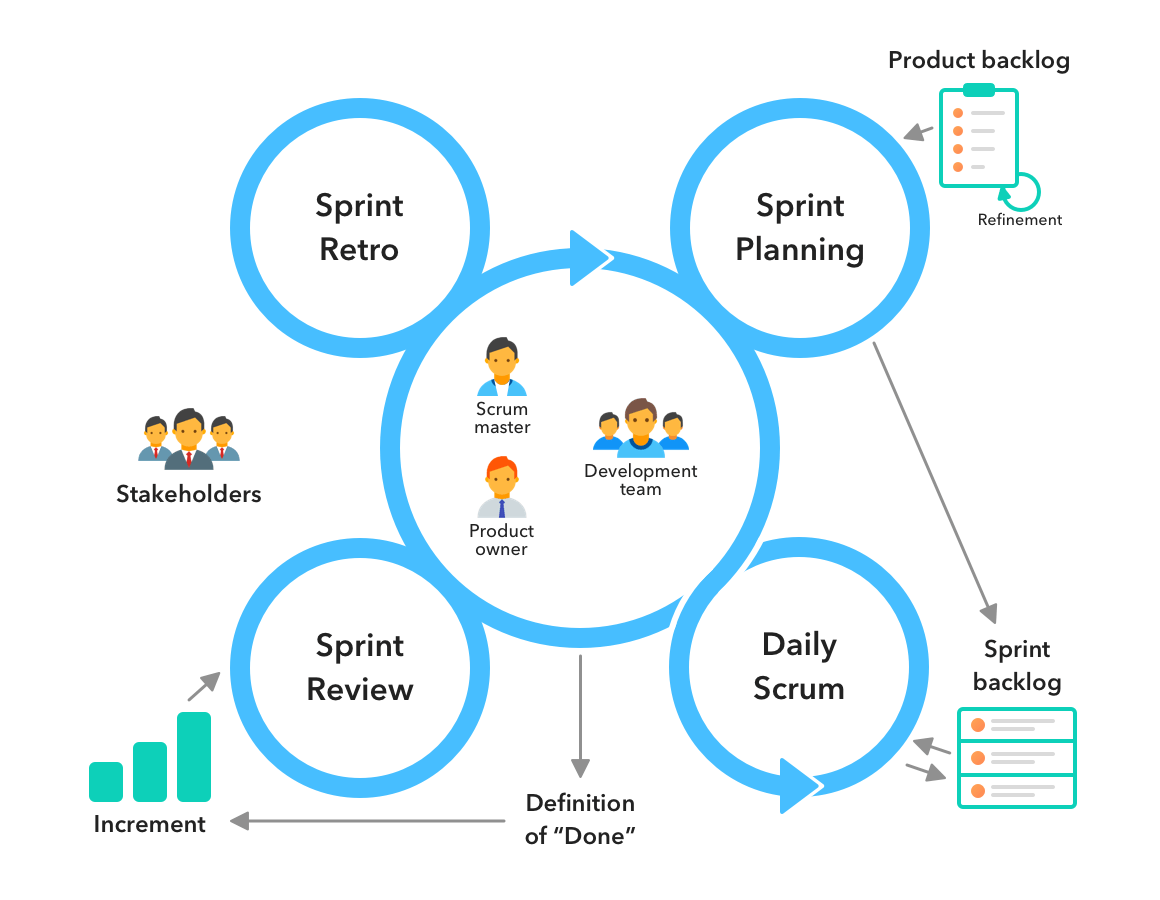 Product backlog
Refinement
Sprint
Retro
Sprint
Planning
Scrum
master
Development
team
Product
owner
Stakeholders
Sprint
Review
Daily
Scrum
Sprint
backlog
Increment
Definition
of “Done”